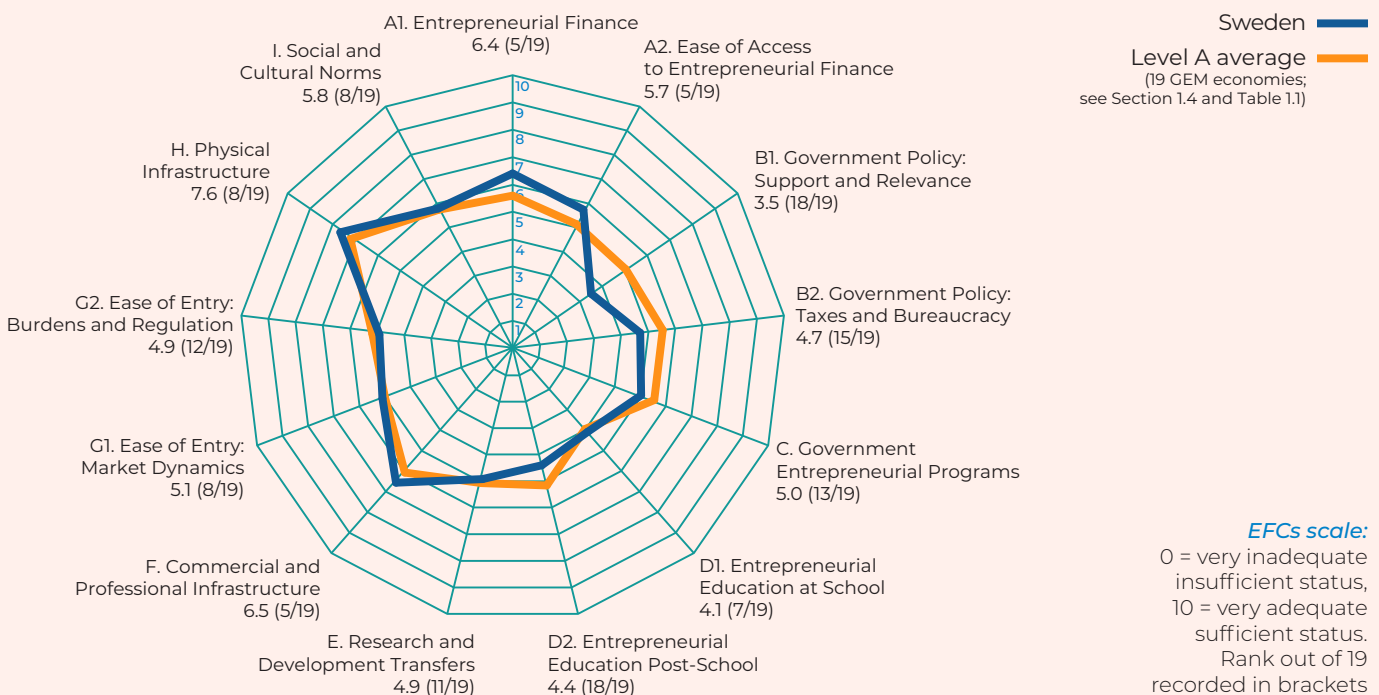 A1. Entrepreneurial Finance
6.4 (5/19)
A2. Ease of Access
to Entrepreneurial Finance
5.7 (5/19)
B1. Government Policy:
Support and Relevance
3.5 (18/19)
B2. Government Policy:
Taxes and Bureaucracy
4.7 (15/19)
C. Government
Entrepreneurial Programs
5.0 (13/19)
D1. Entrepreneurial
Education at School
4.1 (7/19)
D2. Entrepreneurial
Education Post-School
4.4 (18/19)
E. Research and
Development Transfers
4.9 (11/19)
F. Commercial and
Professional Infrastructure
6.5 (5/19)
G1. Ease of Entry:
Market Dynamics
5.1 (8/19)
G2. Ease of Entry:
Burdens and Regulation
4.9 (12/19)
H. Physical
Infrastructure
7.6 (8/19)
I. Social and
Cultural Norms
5.8 (8/19)
10
9
8
7
6
5
4
3
2
1
Sweden
Level A average
(19 GEM economies;
see Section 1.4 and Table 1.1)
EFCs scale:
0 = very inadequate
insufficient status,
10 = very adequate
sufficient status.
Rank out of 19
recorded in brackets